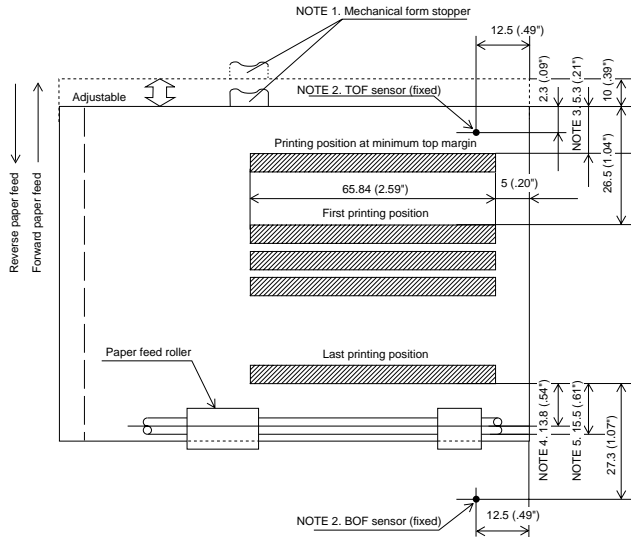 NOTE 1. Mechanical form stopper
12.5 (.49")
2.3 (.09")
NOTE 3. 5.3 (.21")
10 (.39")
Adjustable
NOTE 2. TOF sensor (fixed)
Printing position at minimum top margin
26.5 (1.04")
65.84 (2.59")
5 (.20")
First printing position
Reverse paper feed
Forward paper feed
Paper feed roller
Last printing position
NOTE 4. 13.8 (.54")
NOTE 5. 15.5 (.61")
27.3 (1.07")
NOTE 2. BOF sensor (fixed)
12.5 (.49")